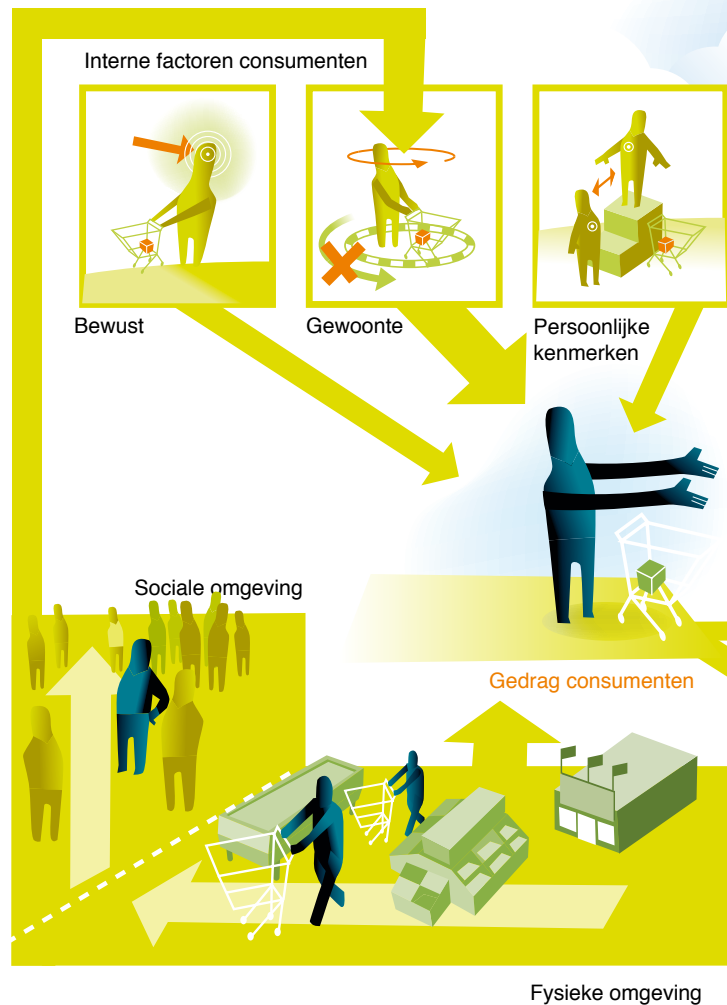 Interne factoren consumenten
Bewust
Gewoonte
Persoonlijke
kenmerken
Sociale omgeving
Gedrag consumenten
Fysieke omgeving